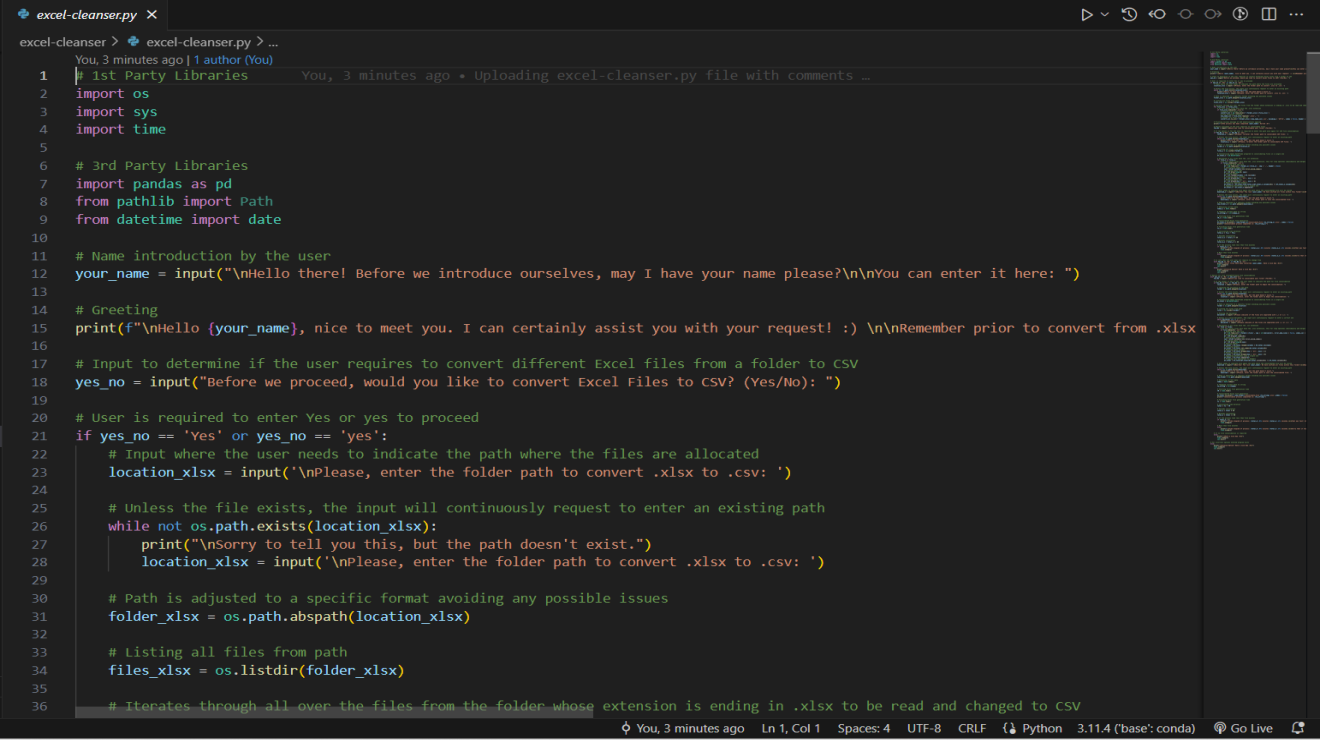 excel-cleanser.py
excel-cleanser > excel-cleanser.py > ...
You, 3 minutes ago | 1 author (You)
1 # 1st Party Libraries You, 3 minutes ago • Uploading excel-cleanser.py file with comments …
2 import os
3 import sys
4 import time
5
6 # 3rd Party Libraries
7 import pandas as pd
8 from pathlib import Path
9 from datetime import date
10
11 # Name introduction by the user
12 your_name = input("\nHello there! Before we introduce ourselves, may I have your name please?\n\nYou can enter it here: ")
13
14 # Greeting
15 print(f"\nHello {your_name}, nice to meet you. I can certainly assist you with your request! :) \n\nRemember prior to convert from .xlsx
16
17 # Input to determine if the user requires to convert different Excel files from a folder to CSV
18 yes_no = input("Before we proceed, would you like to convert Excel Files to CSV? (Yes/No): ")
19
20 # User is required to enter Yes or yes to proceed
21 if yes_no == 'Yes' or yes_no == 'yes':
22 # Input where the user needs to indicate the path where the files are allocated
23 location_xlsx = input('\nPlease, enter the folder path to convert .xlsx to .csv: ')
24
25 # Unless the file exists, the input will continuously request to enter an existing path
26 while not os.path.exists(location_xlsx):
27 print("\nSorry to tell you this, but the path doesn't exist.")
28 location_xlsx = input('\nPlease, enter the folder path to convert .xlsx to .csv: ')
29
30 # Path is adjusted to a specific format avoiding any possible issues
31 folder_xlsx = os.path.abspath(location_xlsx)
32
33 # Listing all files from path
34 files_xlsx = os.listdir(folder_xlsx)
35
36 # Iterates through all over the files from the folder whose extension is ending in .xlsx to be read and changed to CSV
You, 3 minutes ago Ln 1, Col 1 Spaces: 4 UTF-8 CRLF Python 3.11.4 ('base': conda) Go Live